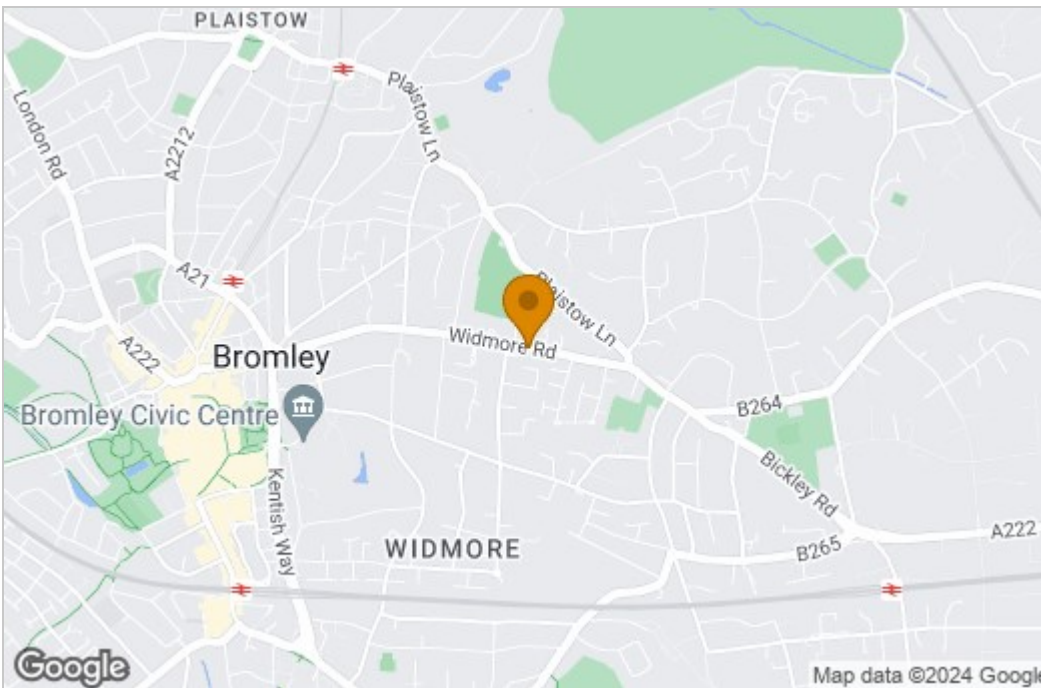 PLAISTOW
Plaistow Ln
London Rd
A2212
A21
Plaistow Ln
Widmore Rd
A222
Bromley
Bromley Civic Centre
B264
Bickley Rd
Kentish Way
WIDMORE
B265
A222
Google
Map data ©2024 Google